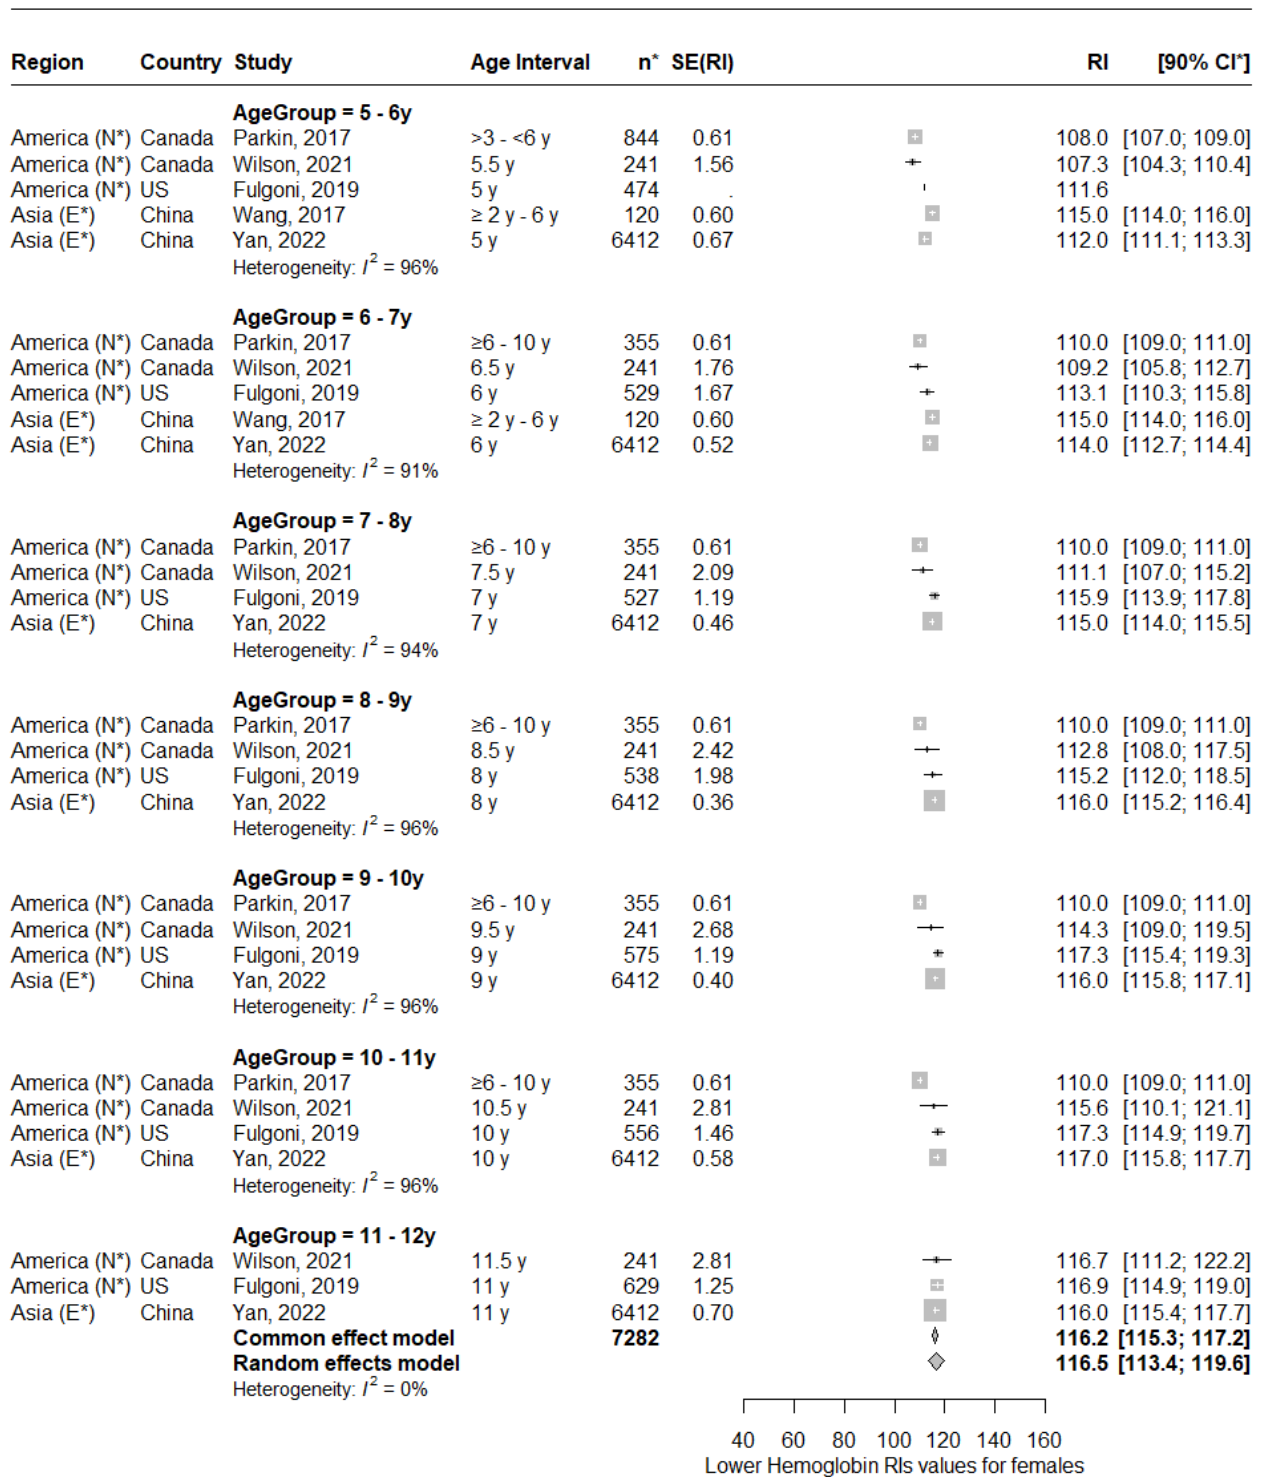 Region Country Study Age Interval n* SE(RI) RI [90% CI*]
AgeGroup = 5 - 6y
America (N*) Canada Parkin, 2017 >3 - <6 y 844 0.61 108.0 [107.0; 109.0]
America (N*) Canada Wilson, 2021 5.5 y 241 1.56 107.3 [104.3; 110.4]
America (N*) US Fulgoni, 2019 5 y 474 . 111.6
Asia (E*) China Wang, 2017 ≥ 2 y - 6 y 120 0.60 115.0 [114.0; 116.0]
Asia (E*) China Yan, 2022 5 y 6412 0.67 112.0 [111.1; 113.3]
Heterogeneity: I² = 96%
AgeGroup = 6 - 7y
America (N*) Canada Parkin, 2017 ≥6 - 10 y 355 0.61 110.0 [109.0; 111.0]
America (N*) Canada Wilson, 2021 6.5 y 241 1.76 109.2 [105.8; 112.7]
America (N*) US Fulgoni, 2019 6 y 529 1.67 113.1 [110.3; 115.8]
Asia (E*) China Wang, 2017 ≥ 2 y - 6 y 120 0.60 115.0 [114.0; 116.0]
Asia (E*) China Yan, 2022 6 y 6412 0.52 114.0 [112.7; 114.4]
Heterogeneity: I² = 91%
AgeGroup = 7 - 8y
America (N*) Canada Parkin, 2017 ≥6 - 10 y 355 0.61 110.0 [109.0; 111.0]
America (N*) Canada Wilson, 2021 7.5 y 241 2.09 111.1 [107.0; 115.2]
America (N*) US Fulgoni, 2019 7 y 527 1.19 115.9 [113.9; 117.8]
Asia (E*) China Yan, 2022 7 y 6412 0.46 115.0 [114.0; 115.5]
Heterogeneity: I² = 94%
AgeGroup = 8 - 9y
America (N*) Canada Parkin, 2017 ≥6 - 10 y 355 0.61 110.0 [109.0; 111.0]
America (N*) Canada Wilson, 2021 8.5 y 241 2.42 112.8 [108.0; 117.5]
America (N*) US Fulgoni, 2019 8 y 538 1.98 115.2 [112.0; 118.5]
Asia (E*) China Yan, 2022 8 y 6412 0.36 116.0 [115.2; 116.4]
Heterogeneity: I² = 96%
AgeGroup = 9 - 10y
America (N*) Canada Parkin, 2017 ≥6 - 10 y 355 0.61 110.0 [109.0; 111.0]
America (N*) Canada Wilson, 2021 9.5 y 241 2.68 114.3 [109.0; 119.5]
America (N*) US Fulgoni, 2019 9 y 575 1.19 117.3 [115.4; 119.3]
Asia (E*) China Yan, 2022 9 y 6412 0.40 116.0 [115.8; 117.1]
Heterogeneity: I² = 96%
AgeGroup = 10 - 11y
America (N*) Canada Parkin, 2017 ≥6 - 10 y 355 0.61 110.0 [109.0; 111.0]
America (N*) Canada Wilson, 2021 10.5 y 241 2.81 115.6 [110.1; 121.1]
America (N*) US Fulgoni, 2019 10 y 556 1.46 117.3 [114.9; 119.7]
Asia (E*) China Yan, 2022 10 y 6412 0.58 117.0 [115.8; 117.7]
Heterogeneity: I² = 96%
AgeGroup = 11 - 12y
America (N*) Canada Wilson, 2021 11.5 y 241 2.81 116.7 [111.2; 122.2]
America (N*) US Fulgoni, 2019 11 y 629 1.25 116.9 [114.9; 119.0]
Asia (E*) China Yan, 2022 11 y 6412 0.70 116.0 [115.4; 117.7]
Common effect model 7282 116.2 [115.3; 117.2]
Random effects model 116.5 [113.4; 119.6]
Heterogeneity: I² = 0%
40 60 80 100 120 140 160
Lower Hemoglobin RIs values for females